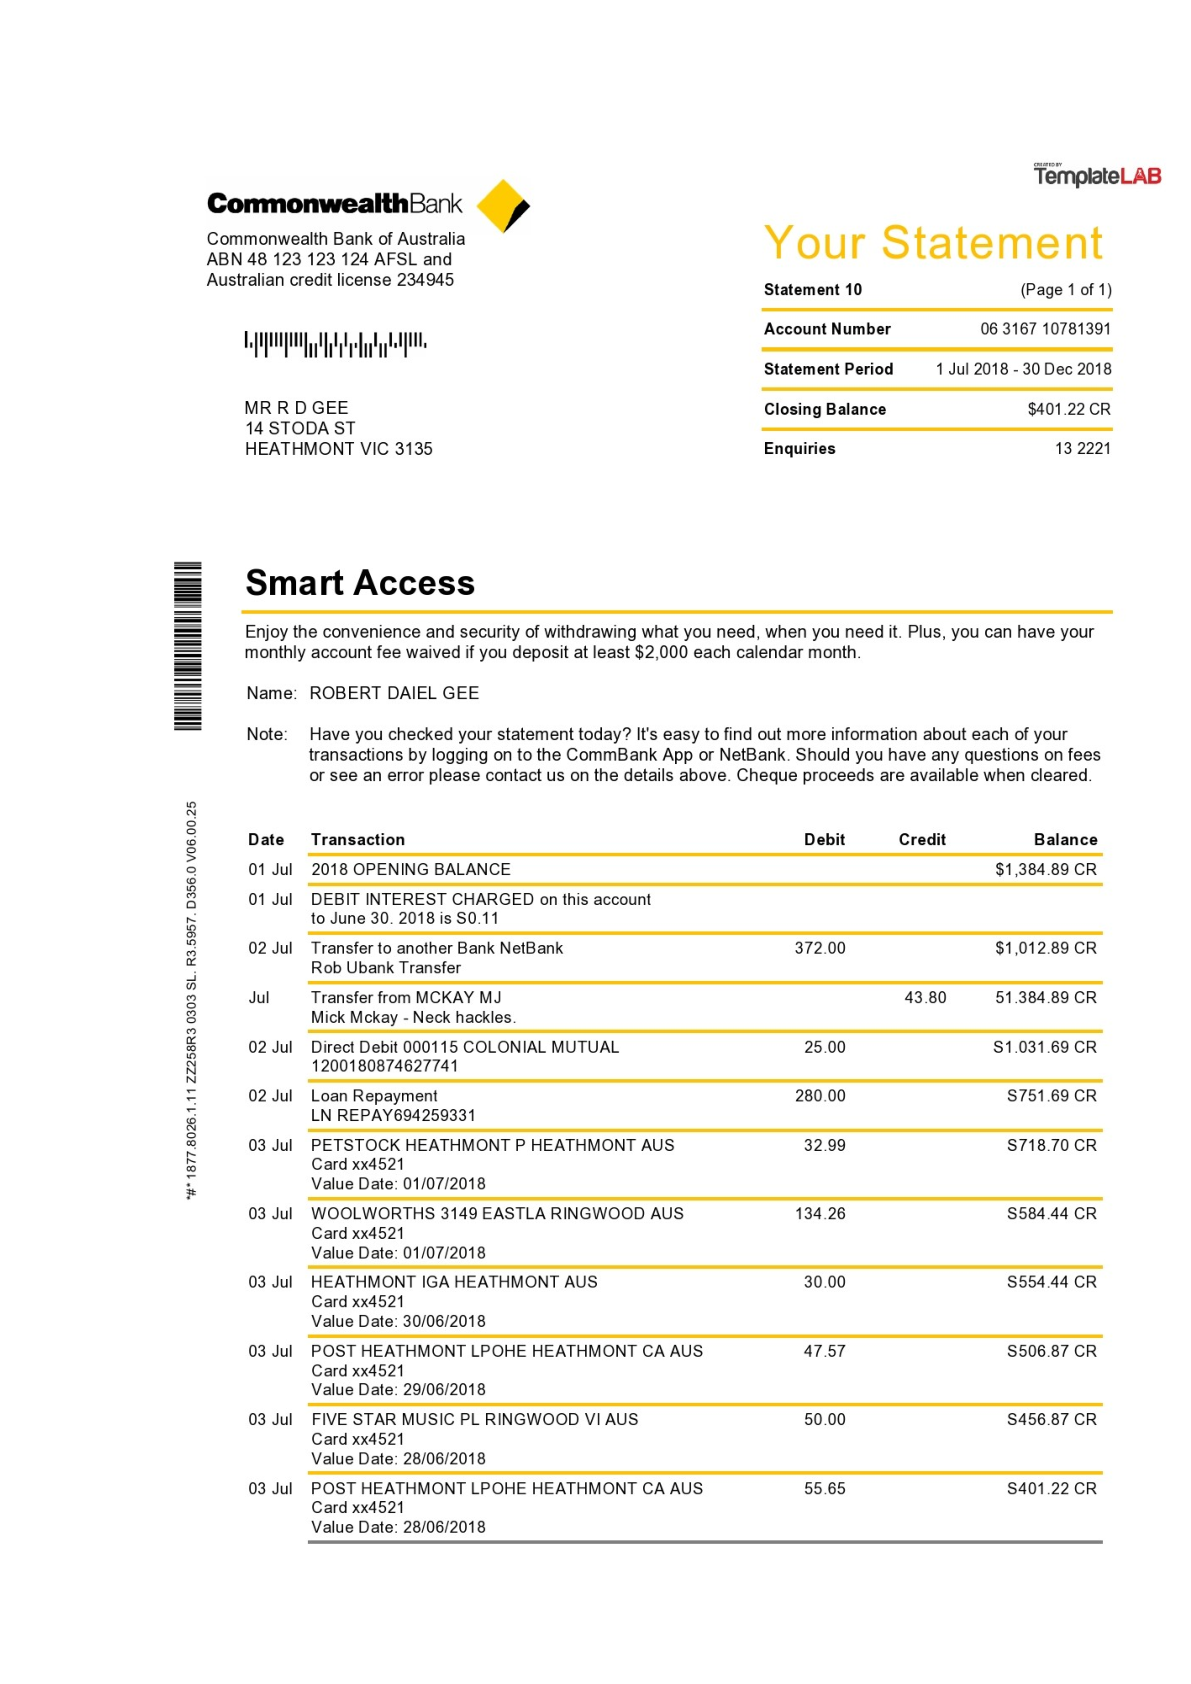 CREATED BY
TemplateLAB
CommonwealthBank
Commonwealth Bank of Australia
ABN 48 123 123 124 AFSL and
Australian credit license 234945
Your Statement
Statement 10 (Page 1 of 1)
Account Number 06 3167 10781391
Statement Period 1 Jul 2018 - 30 Dec 2018
Closing Balance $401.22 CR
Enquiries 13 2221
MR R D GEE
14 STODA ST
HEATHMONT VIC 3135
Smart Access
Enjoy the convenience and security of withdrawing what you need, when you need it. Plus, you can have your
monthly account fee waived if you deposit at least $2,000 each calendar month.
Name: ROBERT DAIEL GEE
Note: Have you checked your statement today? It's easy to find out more information about each of your
transactions by logging on to the CommBank App or NetBank. Should you have any questions on fees
or see an error please contact us on the details above. Cheque proceeds are available when cleared.
*#* 1877.8026.1.11 ZZ258R3 0303 SL. R3.5957. D356.0 V06.00.25
Date Transaction Debit Credit Balance
01 Jul 2018 OPENING BALANCE $1,384.89 CR
01 Jul DEBIT INTEREST CHARGED on this account
to June 30. 2018 is S0.11
02 Jul Transfer to another Bank NetBank 372.00 $1,012.89 CR
Rob Ubank Transfer
Jul Transfer from MCKAY MJ 43.80 51.384.89 CR
Mick Mckay - Neck hackles.
02 Jul Direct Debit 000115 COLONIAL MUTUAL 25.00 S1.031.69 CR
1200180874627741
02 Jul Loan Repayment 280.00 S751.69 CR
LN REPAY694259331
03 Jul PETSTOCK HEATHMONT P HEATHMONT AUS 32.99 S718.70 CR
Card xx4521
Value Date: 01/07/2018
03 Jul WOOLWORTHS 3149 EASTLA RINGWOOD AUS 134.26 S584.44 CR
Card xx4521
Value Date: 01/07/2018
03 Jul HEATHMONT IGA HEATHMONT AUS 30.00 S554.44 CR
Card xx4521
Value Date: 30/06/2018
03 Jul POST HEATHMONT LPOHE HEATHMONT CA AUS 47.57 S506.87 CR
Card xx4521
Value Date: 29/06/2018
03 Jul FIVE STAR MUSIC PL RINGWOOD VI AUS 50.00 S456.87 CR
Card xx4521
Value Date: 28/06/2018
03 Jul POST HEATHMONT LPOHE HEATHMONT CA AUS 55.65 S401.22 CR
Card xx4521
Value Date: 28/06/2018